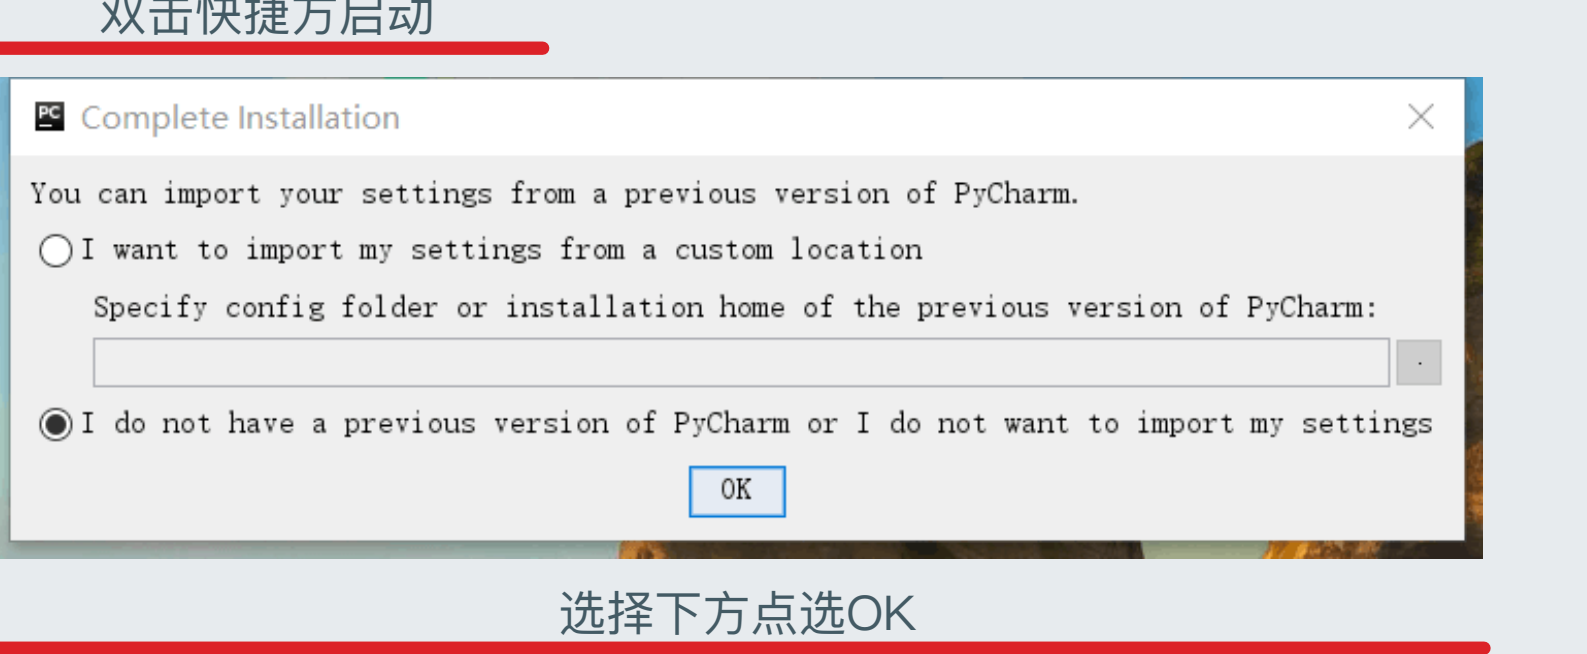 双击快捷方启动
PC Complete Installation
You can import your settings from a previous version of PyCharm.
I want to import my settings from a custom location
Specify config folder or installation home of the previous version of PyCharm:
.
I do not have a previous version of PyCharm or I do not want to import my settings
OK
选择下方点选OK